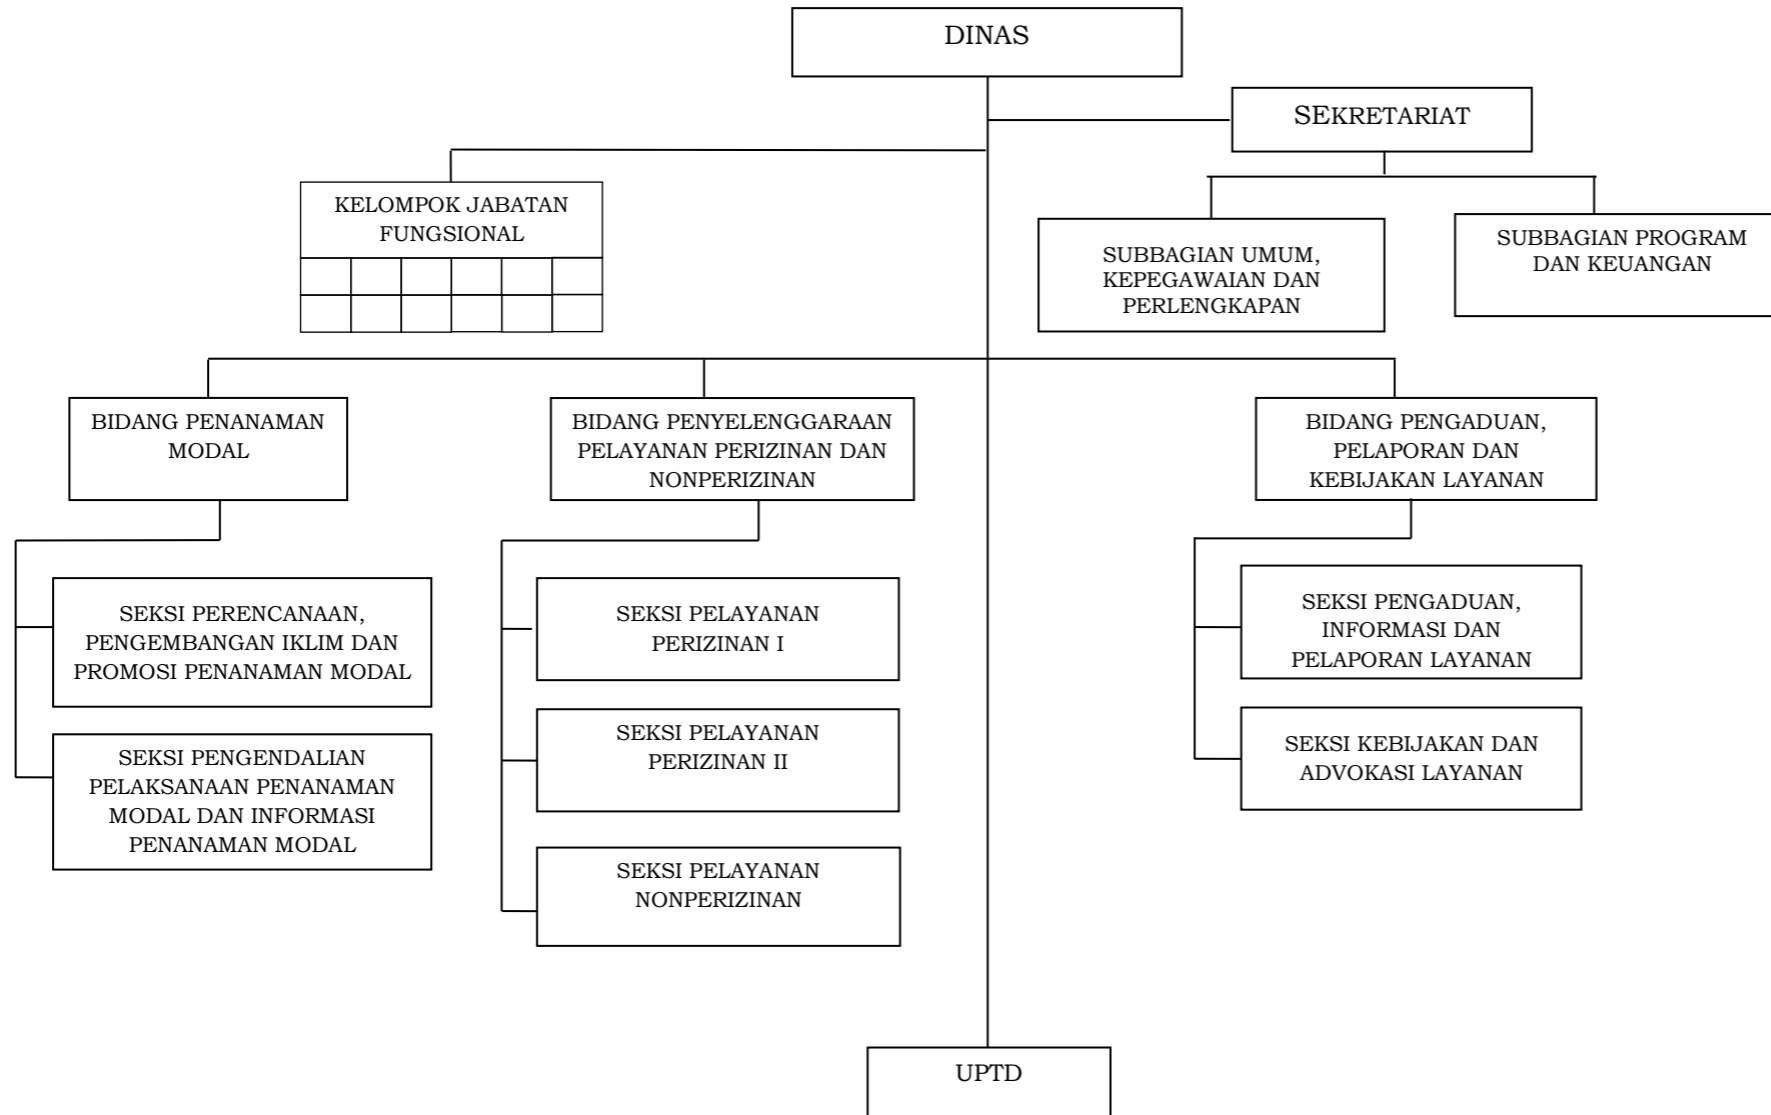 DINAS
SEKRETARIAT
KELOMPOK JABATAN
FUNGSIONAL
SUBBAGIAN UMUM,
KEPEGAWAIAN DAN
PERLENGKAPAN
SUBBAGIAN PROGRAM
DAN KEUANGAN
BIDANG PENANAMAN
MODAL
BIDANG PENYELENGGARAAN
PELAYANAN PERIZINAN DAN
NONPERIZINAN
BIDANG PENGADUAN,
PELAPORAN DAN
KEBIJAKAN LAYANAN
SEKSI PERENCANAAN,
PENGEMBANGAN IKLIM DAN
PROMOSI PENANAMAN MODAL
SEKSI PENGENDALIAN
PELAKSANAAN PENANAMAN
MODAL DAN INFORMASI
PENANAMAN MODAL
SEKSI PELAYANAN
PERIZINAN I
SEKSI PELAYANAN
PERIZINAN II
SEKSI PELAYANAN
NONPERIZINAN
SEKSI PENGADUAN,
INFORMASI DAN
PELAPORAN LAYANAN
SEKSI KEBIJAKAN DAN
ADVOKASI LAYANAN
UPTD